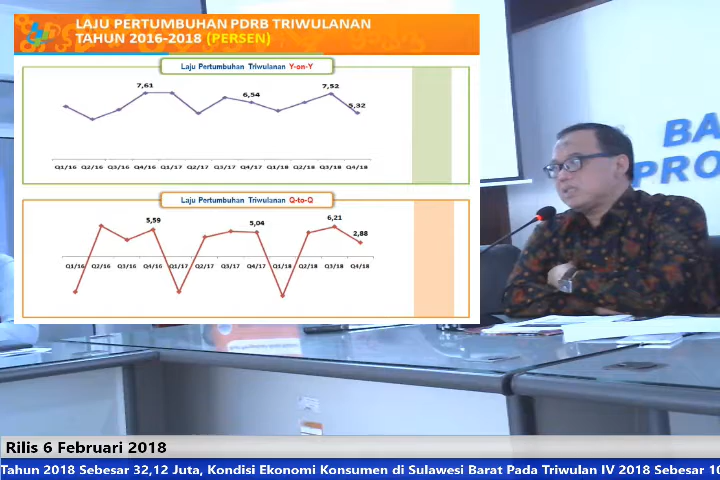 LAJU PERTUMBUHAN PDRB TRIWULANAN
TAHUN 2016-2018 (PERSEN)
Laju Pertumbuhan Triwulanan Y-on-Y
7,61
6,54
7,52
5,32
Q1/16 Q2/16 Q3/16 Q4/16 Q1/17 Q2/17 Q3/17 Q4/17 Q1/18 Q2/18 Q3/18 Q4/18
Laju Pertumbuhan Triwulanan Q-to-Q
5,59
5,04
6,21
2,88
Q1/16 Q2/16 Q3/16 Q4/16 Q1/17 Q2/17 Q3/17 Q4/17 Q1/18 Q2/18 Q3/18 Q4/18
BA
PRO
Rilis 6 Februari 2018
Tahun 2018 Sebesar 32,12 Juta, Kondisi Ekonomi Konsumen di Sulawesi Barat Pada Triwulan IV 2018 Sebesar 10